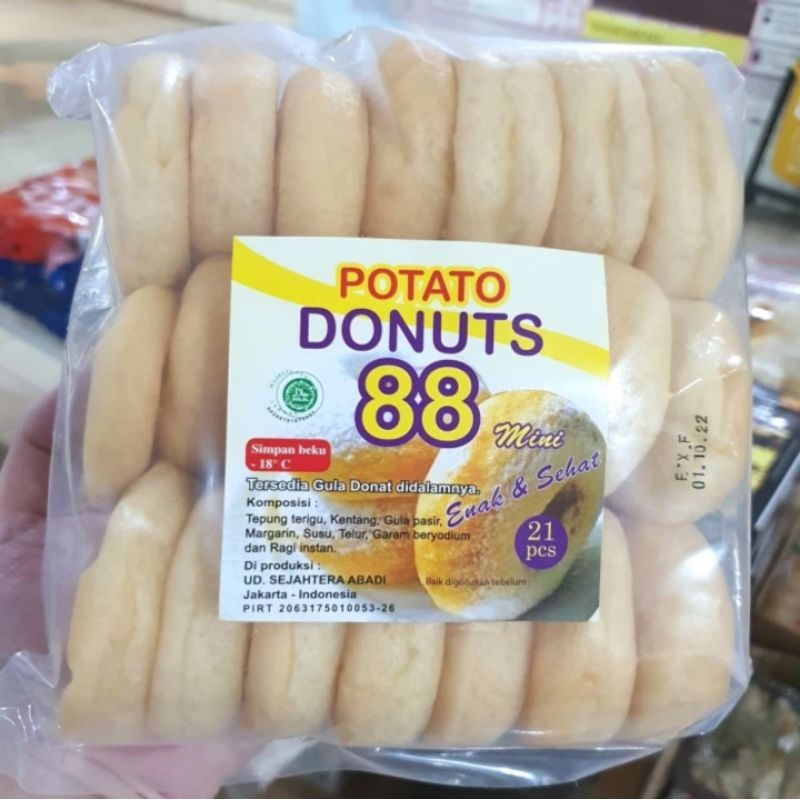 POTATO
DONUTS
88
Mini
HALAL
Simpan beku
- 18° C
Enak & Sehat
Tersedia Gula Donat didalamnya.
Komposisi :
Tepung terigu, Kentang, Gula pasir,
Margarin, Susu, Telur, Garam beryodium
dan Ragi instan.
21
pcs
Di produksi :
UD. SEJAHTERA ABADI
Jakarta - Indonesia
PIRT 2063175010053-26
Baik digunakan sebelum :
01.10.22